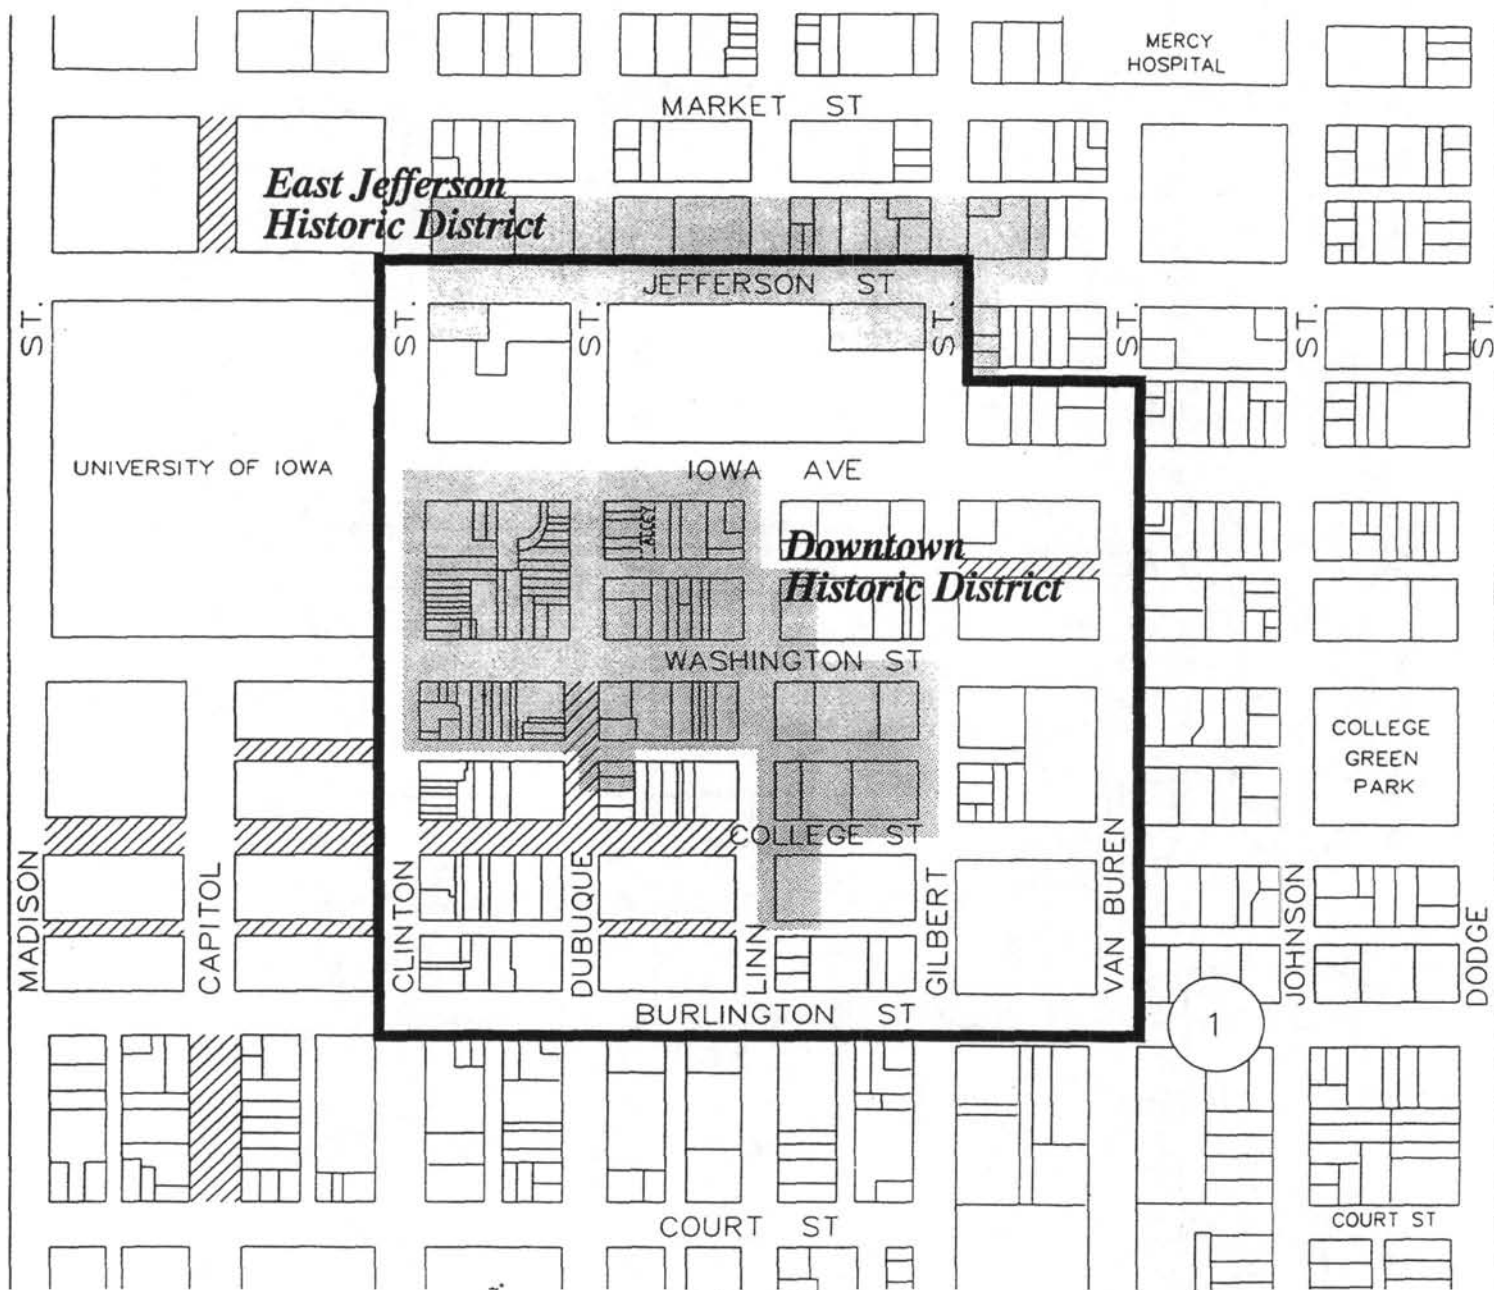 MERCY
HOSPITAL
MARKET ST
East Jefferson
Historic District
JEFFERSON ST
ST.
ST.
ST.
ST.
ST.
ST.
ST.
UNIVERSITY OF IOWA
IOWA AVE
ALLEY
Downtown
Historic District
WASHINGTON ST
COLLEGE
GREEN
PARK
COLLEGE ST
MADISON
CAPITOL
CLINTON
DUBUQUE
LINN
GILBERT
VAN BUREN
JOHNSON
DODGE
BURLINGTON ST
1
COURT ST
COURT ST